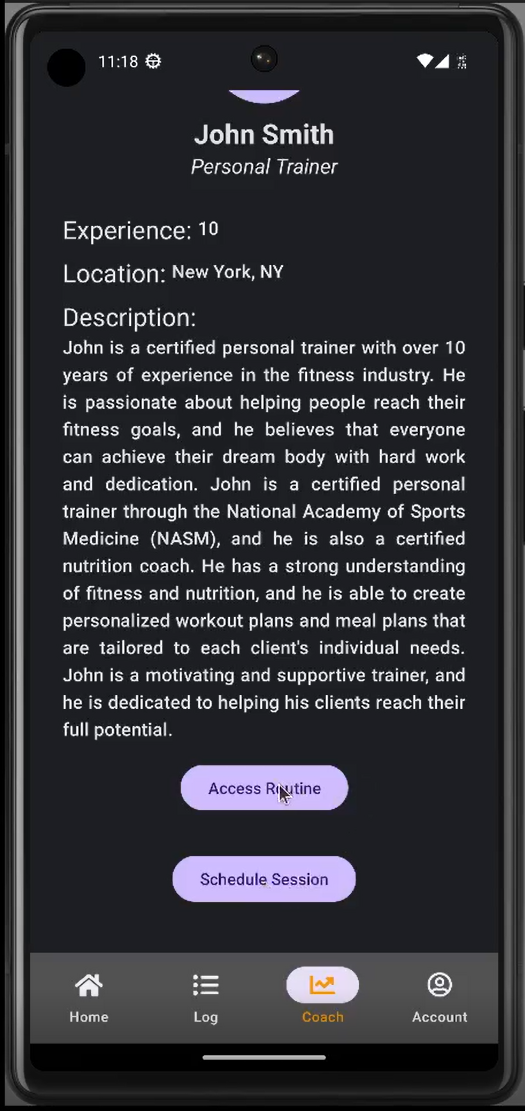 11:18
John Smith
Personal Trainer
Experience: 10
Location: New York, NY
Description:
John is a certified personal trainer with over 10
years of experience in the fitness industry. He
is passionate about helping people reach their
fitness goals, and he believes that everyone
can achieve their dream body with hard work
and dedication. John is a certified personal
trainer through the National Academy of Sports
Medicine (NASM), and he is also a certified
nutrition coach. He has a strong understanding
of fitness and nutrition, and he is able to create
personalized workout plans and meal plans that
are tailored to each client's individual needs.
John is a motivating and supportive trainer, and
he is dedicated to helping his clients reach their
full potential.
Access Routine
Schedule Session
Home
Log
Coach
Account